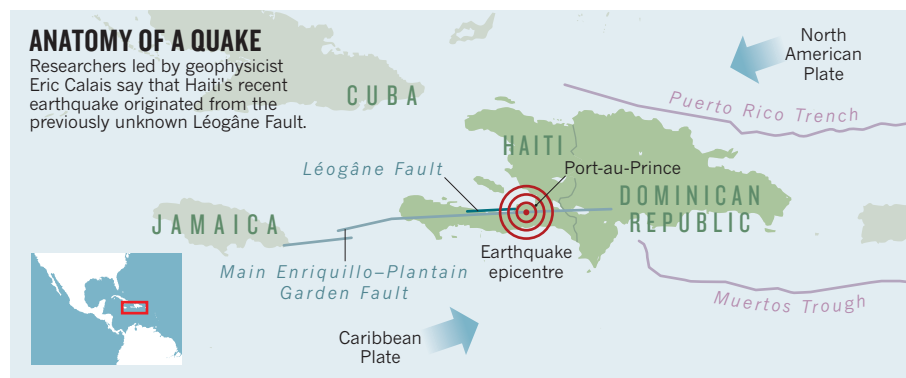 ANATOMY OF A QUAKE
Researchers led by geophysicist
Eric Calais say that Haiti's recent
earthquake originated from the
previously unknown Léogâne Fault.
North
American
Plate
CUBA
Puerto Rico Trench
HAITI
Léogâne Fault
Port-au-Prince
DOMINICAN
REPUBLIC
JAMAICA
Earthquake
epicentre
Main Enriquillo–Plantain
Garden Fault
Muertos Trough
Caribbean
Plate